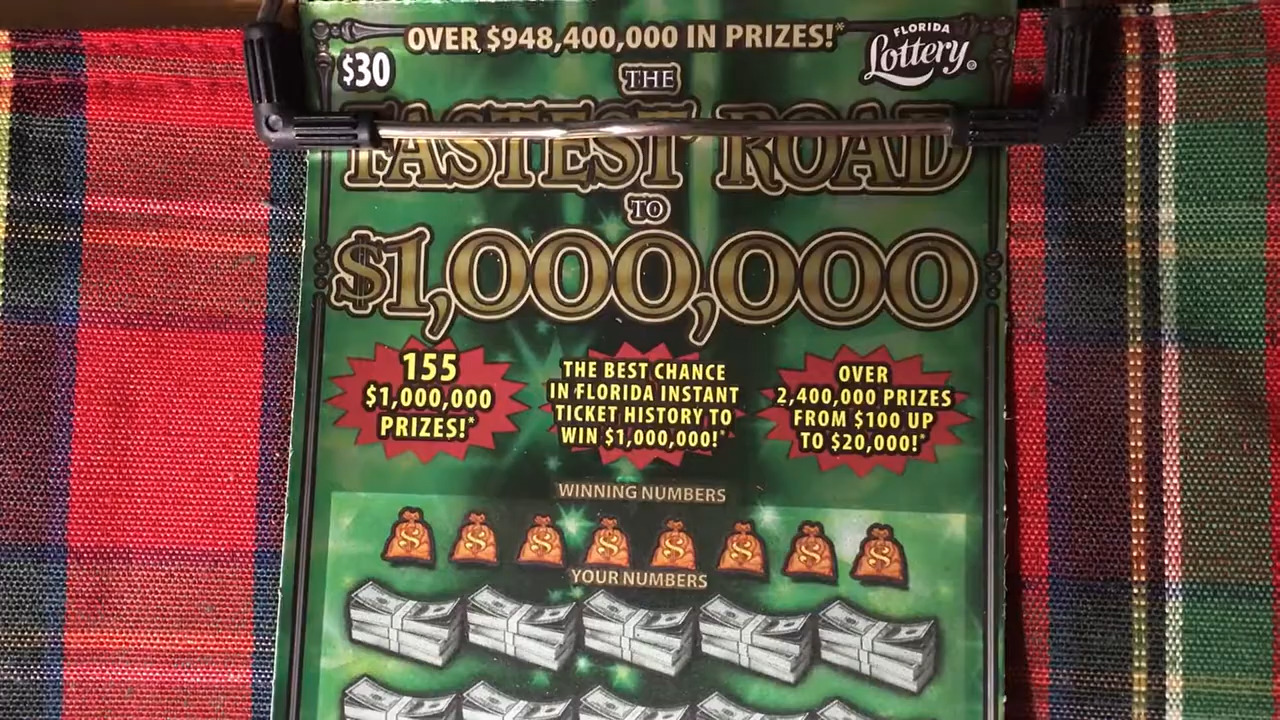 OVER $948,400,000 IN PRIZES!*
FLORIDA
Lottery®
$30
THE
FASTEST ROAD
TO
$1,000,000
155
$1,000,000
PRIZES!*
THE BEST CHANCE
IN FLORIDA INSTANT
TICKET HISTORY TO
WIN $1,000,000!*
OVER
2,400,000 PRIZES
FROM $100 UP
TO $20,000!*
WINNING NUMBERS
YOUR NUMBERS